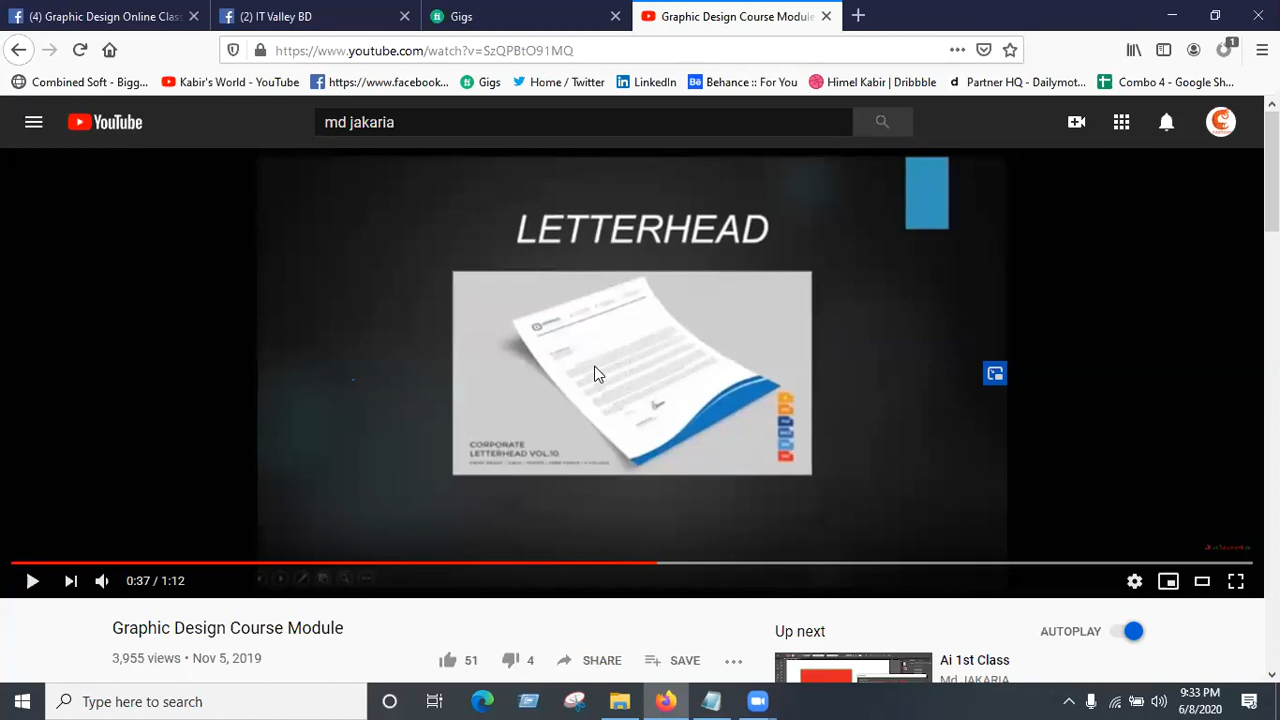 (4) Graphic Design Online Clas
(2) IT Valley BD
Gigs
Graphic Design Course Module
https://www.youtube.com/watch?v=SzQPBtO91MQ
1
Combined Soft - Bigg...
Kabir's World - YouTube
https://www.facebook...
Gigs
Home / Twitter
LinkedIn
Behance :: For You
Himel Kabir | Dribbble
Partner HQ - Dailymot...
Combo 4 - Google Sh...
YouTube
md jakaria
LETTERHEAD
CORPORATE
LETTERHEAD VOL.10
0:37 / 1:12
Graphic Design Course Module
3,955 views • Nov 5, 2019
51
4
SHARE
SAVE
Up next
AUTOPLAY
Ai 1st Class
Md JAKARIA
Type here to search
9:33 PM
6/8/2020